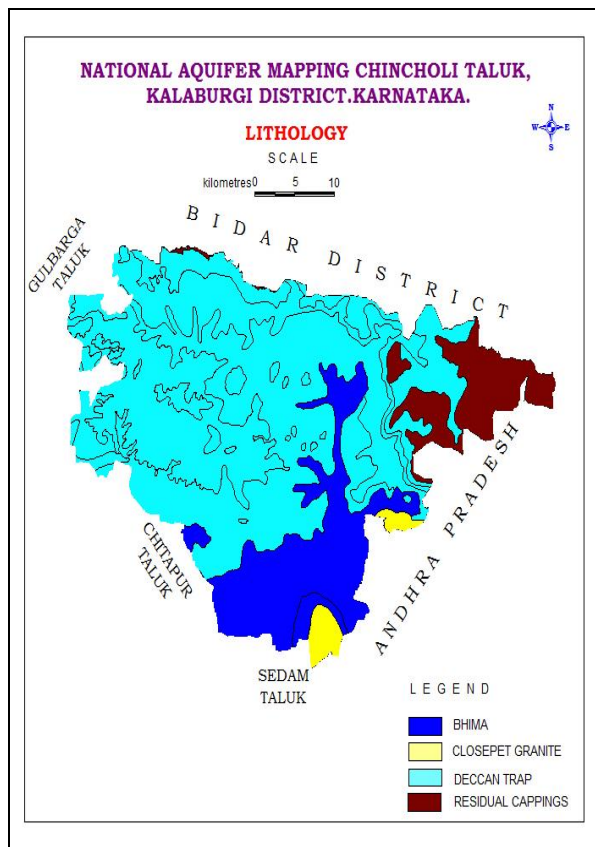 NATIONAL AQUIFER MAPPING CHINCHOLI TALUK,
KALABURGI DISTRICT.KARNATAKA.
LITHOLOGY
SCALE
kilometres 0 5 10
N
W E
S
BIDAR DISTRICT
GULBARGA
TALUK
ANDHRA PRADESH
CHITAPUR
TALUK
SEDAM
TALUK
LEGEND
BHIMA
CLOSEPET GRANITE
DECCAN TRAP
RESIDUAL CAPPINGS